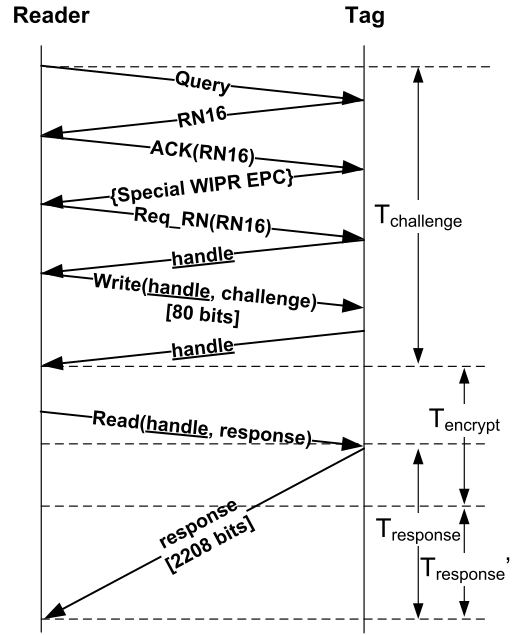 Reader
Tag
Query
RN16
ACK(RN16)
{Special WIPR EPC}
Req_RN(RN16)
handle
Write(handle, challenge)
[80 bits]
handle
Read(handle, response)
response
[2208 bits]
Tchallenge
Tencrypt
Tresponse
Tresponse'